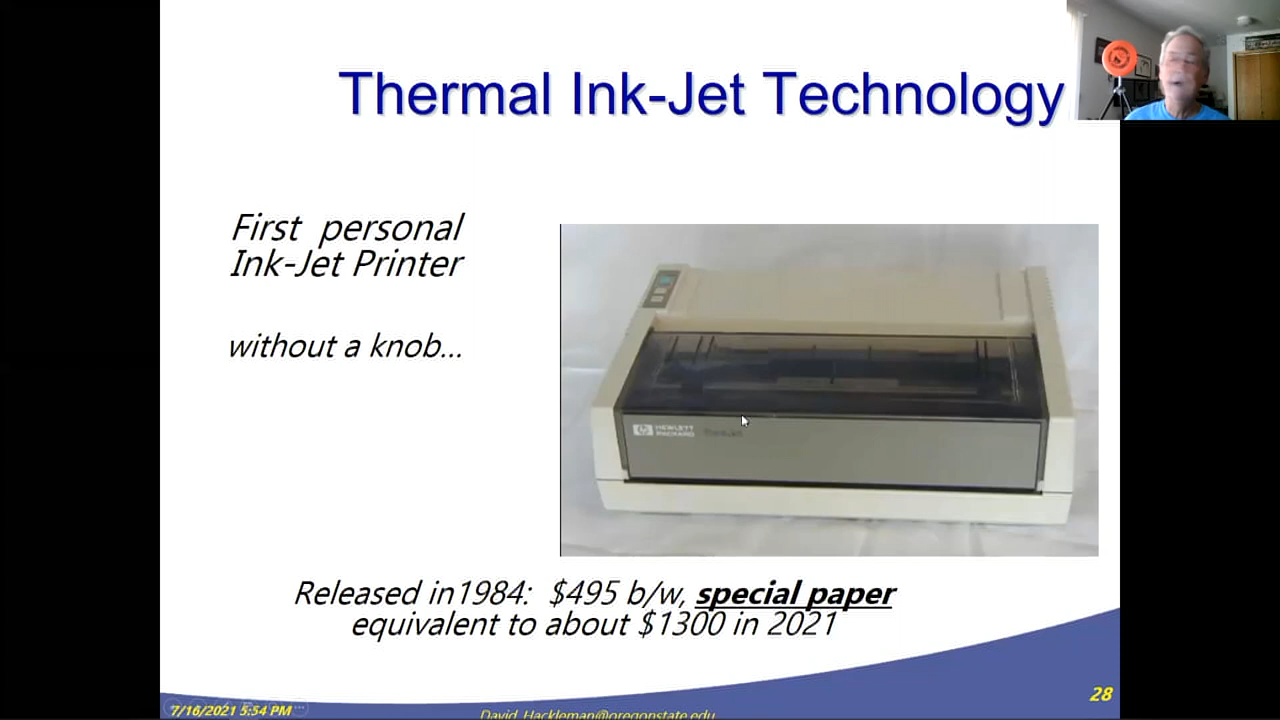 Thermal Ink-Jet Technology
First personal
Ink-Jet Printer
without a knob...
HEWLETT
PACKARD
Released in1984: $495 b/w, special paper
equivalent to about $1300 in 2021
28
7/16/2021 5:54 PM
David_Hackleman@oregonstate.edu